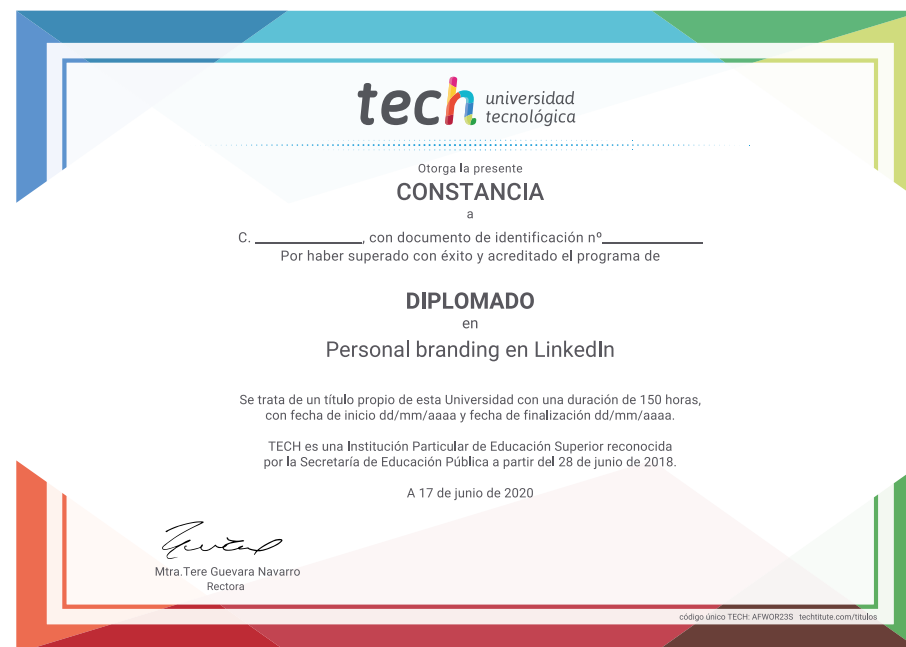 tech universidad
tecnológica
Otorga la presente
CONSTANCIA
a
C. ____________, con documento de identificación nº____________
Por haber superado con éxito y acreditado el programa de
DIPLOMADO
en
Personal branding en LinkedIn
Se trata de un título propio de esta Universidad con una duración de 150 horas,
con fecha de inicio dd/mm/aaaa y fecha de finalización dd/mm/aaaa.
TECH es una Institución Particular de Educación Superior reconocida
por la Secretaría de Educación Pública a partir del 28 de junio de 2018.
A 17 de junio de 2020
Mtra.Tere Guevara Navarro
Rectora
código único TECH: AFWOR23S techtitute.com/titulos